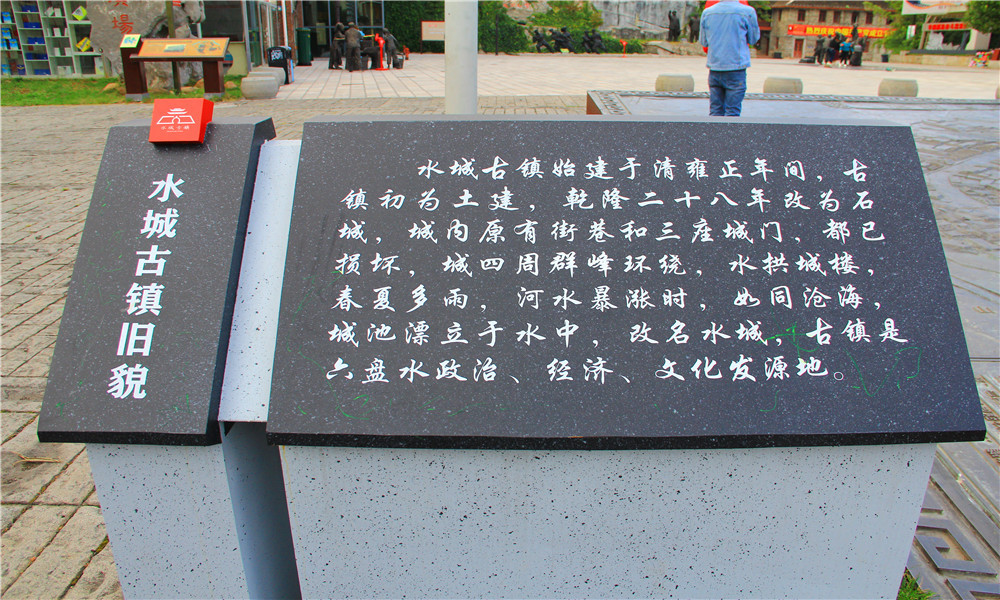 水城古镇
水城古镇旧貌
水城古镇始建于清雍正年间，古
镇初为土建，乾隆二十八年改为石
城，城内原有街巷和三座城门，都已
损坏，城四周群峰环绕，水拱城楼，
春夏多雨，河水暴涨时，如同沧海，
城池漂立于水中，改名水城，古镇是
六盘水政治、经济、文化发源地。